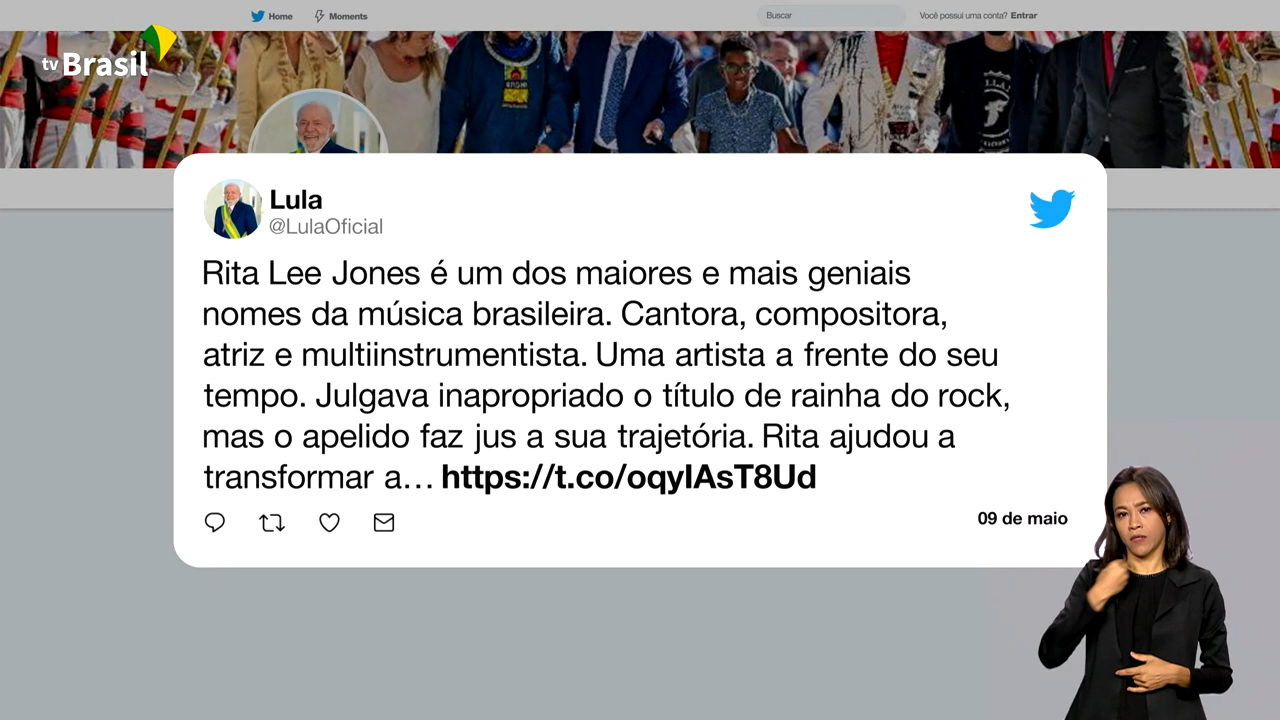 Home Moments Buscar Você possui uma conta? Entrar
tv Brasil
Lula
@LulaOficial
Rita Lee Jones é um dos maiores e mais geniais
nomes da música brasileira. Cantora, compositora,
atriz e multiinstrumentista. Uma artista a frente do seu
tempo. Julgava inapropriado o título de rainha do rock,
mas o apelido faz jus a sua trajetória. Rita ajudou a
transformar a… https://t.co/oqyIAsT8Ud
09 de maio